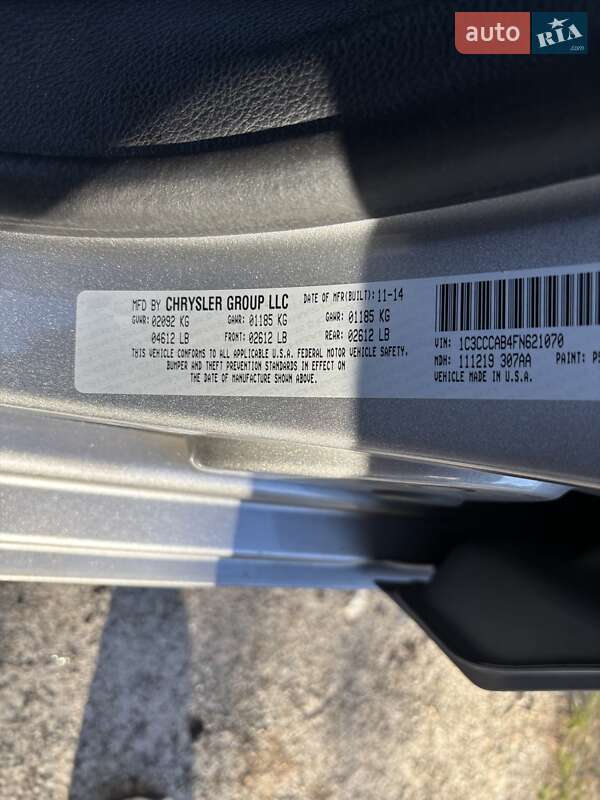 auto RIA
.com
MFD BY CHRYSLER GROUP LLC DATE OF MFR(BUILT): 11-14
GVWR: 02092 KG GAWR: 01185 KG GAWR: 01185 KG
04612 LB FRONT: 02612 LB REAR: 02612 LB
THIS VEHICLE CONFORMS TO ALL APPLICABLE U.S.A. FEDERAL MOTOR VEHICLE SAFETY,
BUMPER AND THEFT PREVENTION STANDARDS IN EFFECT ON
THE DATE OF MANUFACTURE SHOWN ABOVE.
VIN: 1C3CCCAB4FN621070
MDH: 111219 307AA PAINT: PS
VEHICLE MADE IN U.S.A.